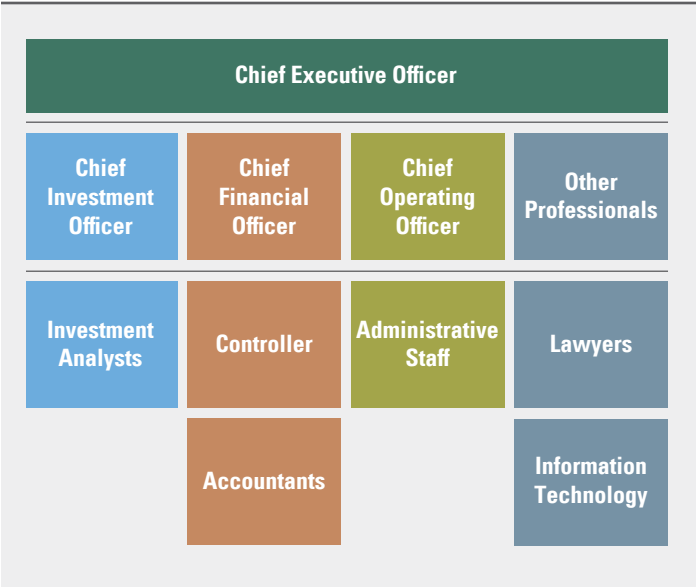 Chief Executive Officer
Chief
Investment
Officer
Chief
Financial
Officer
Chief
Operating
Officer
Other
Professionals
Investment
Analysts
Controller
Administrative
Staff
Lawyers
Accountants
Information
Technology